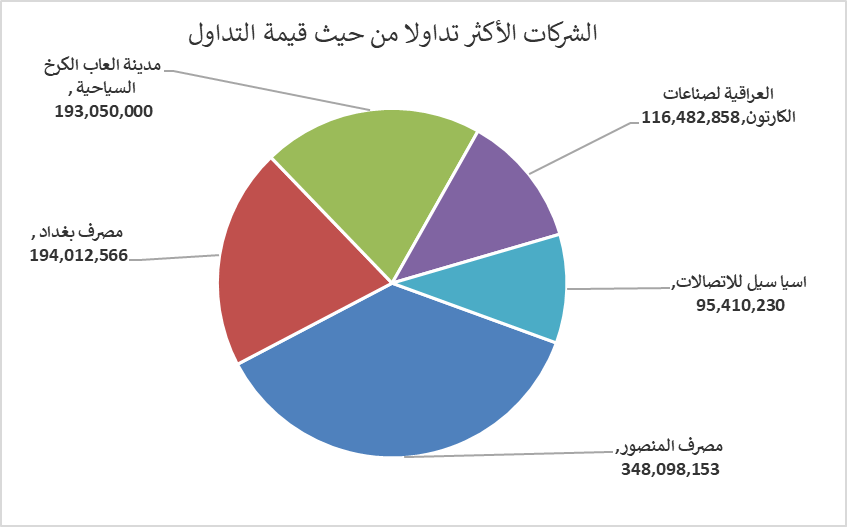 الشركات الأكثر تداولا من حيث قيمة التداول
مدينة العاب الكرخ
السياحية ,
193,050,000
العراقية لصناعات
الكارتون,116,482,858
مصرف بغداد ,
194,012,566
اسيا سيل للاتصالات,
95,410,230
مصرف المنصور,
348,098,153